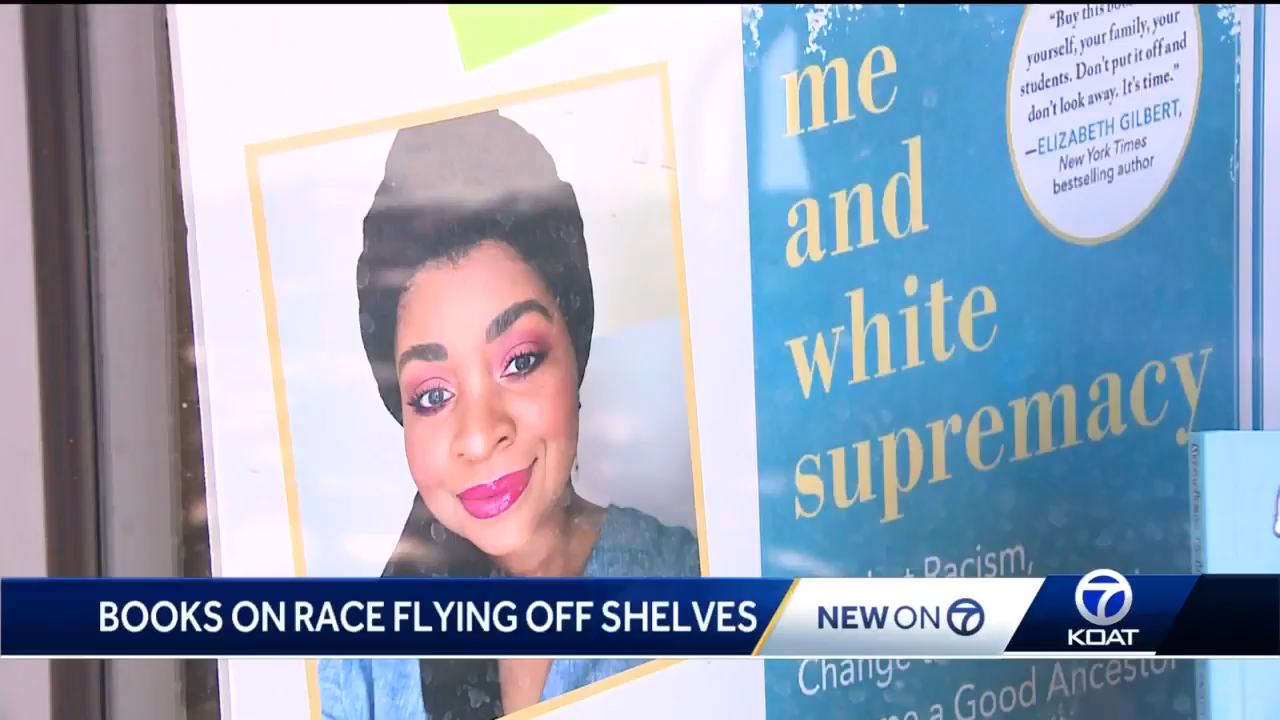 "Buy this
yourself, your family, your
students. Don't put it off and
don't look away. It's time."
—ELIZABETH GILBERT,
New York Times
bestselling author
me
and
white
supremacy
Racism,
Change
a Good Ancestor
BOOKS ON RACE FLYING OFF SHELVES
NEW ON 7
7
KOAT